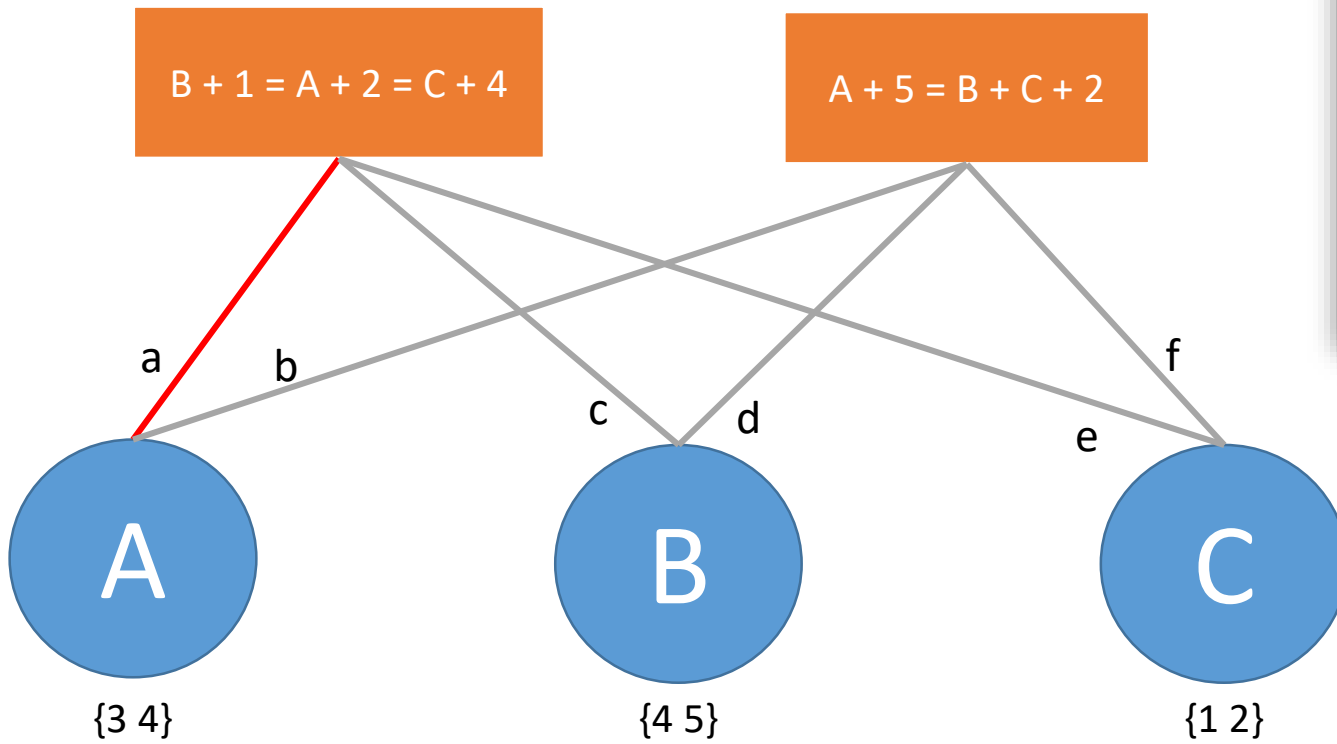 B + 1 = A + 2 = C + 4
A + 5 = B + C + 2
a
b
c
d
e
f
A
B
C
{3 4}
{4 5}
{1 2}